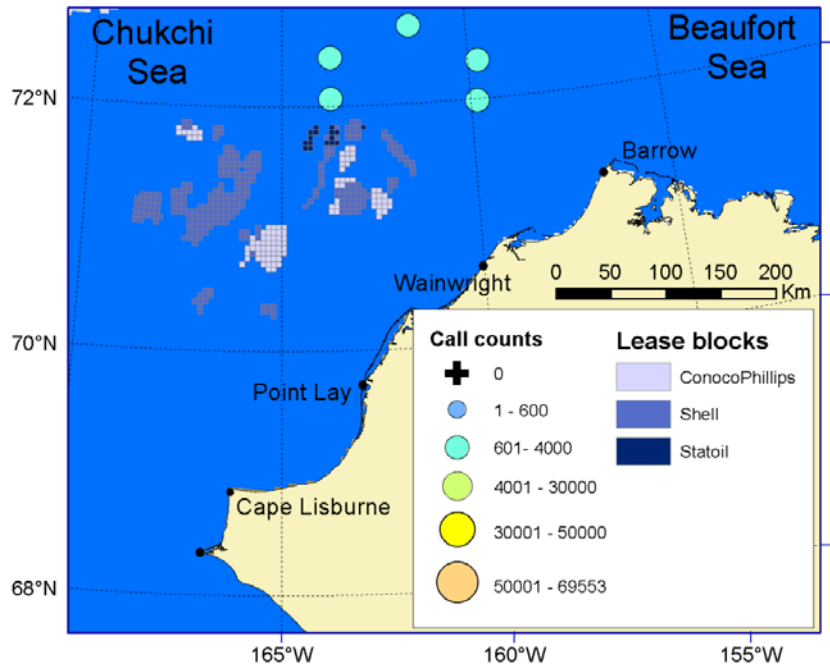 Chukchi
Sea
Beaufort
Sea
72°N
Barrow
Wainwright
0 50 100 150 200
Km
70°N
Point Lay
Cape Lisburne
68°N
Call counts
0
1 - 600
601- 4000
4001 - 30000
30001 - 50000
50001 - 69553
Lease blocks
ConocoPhillips
Shell
Statoil
165°W 160°W 155°W